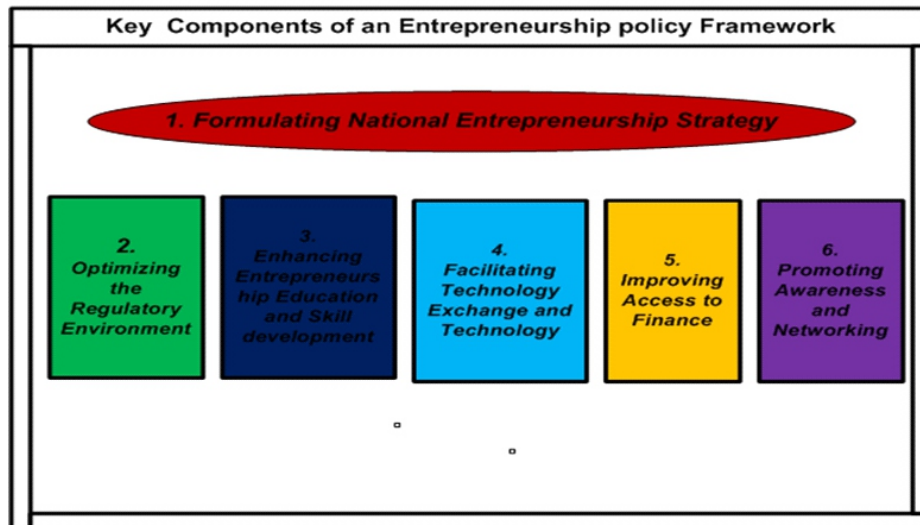 Key Components of an Entrepreneurship policy Framework
1. Formulating National Entrepreneurship Strategy
2.
Optimizing
the
Regulatory
Environment
3.
Enhancing
Entrepreneurs
hip Education
and Skill
development
4.
Facilitating
Technology
Exchange and
Technology
5.
Improving
Access to
Finance
6.
Promoting
Awareness
and
Networking